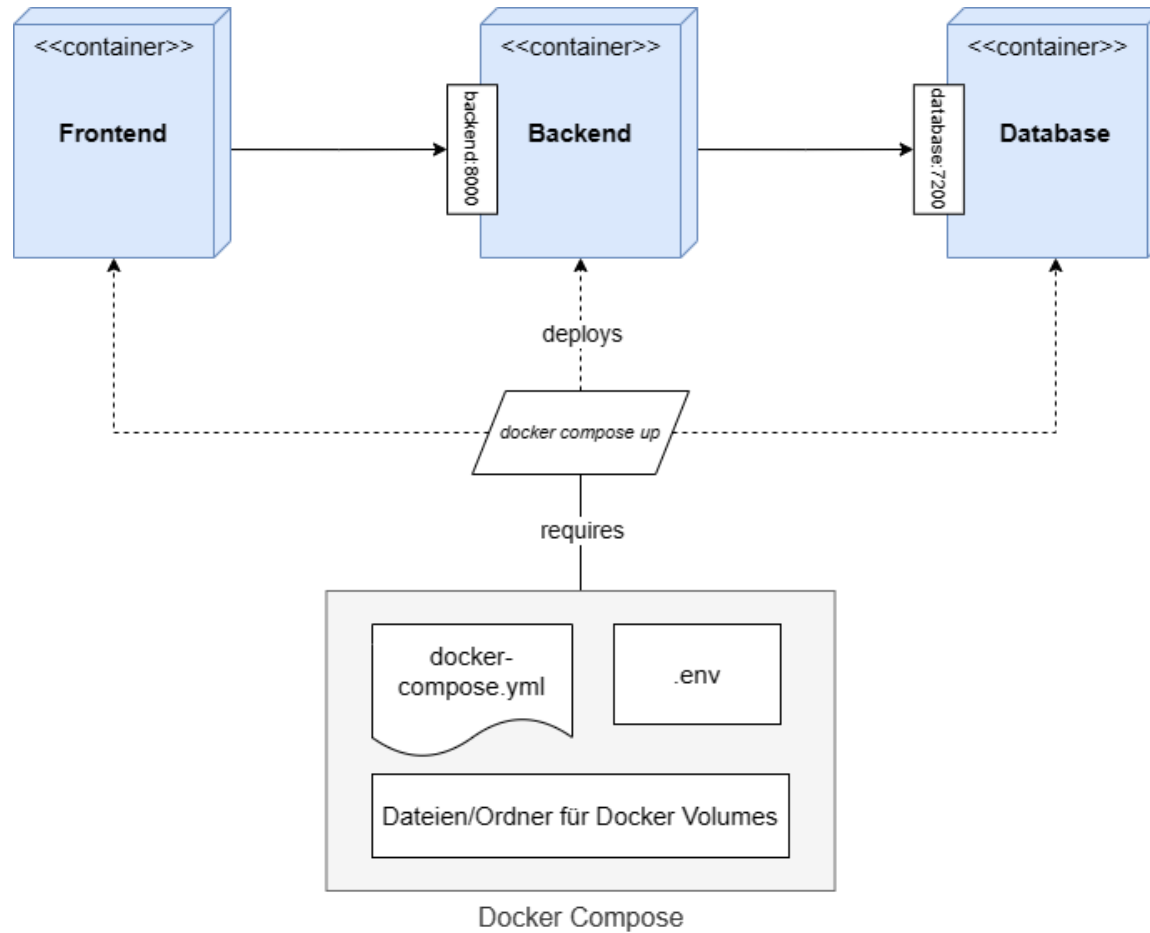 <<container>>
Frontend
<<container>>
backend:8000
Backend
<<container>>
database:7200
Database
deploys
docker compose up
requires
docker-
compose.yml
.env
Dateien/Ordner für Docker Volumes
Docker Compose